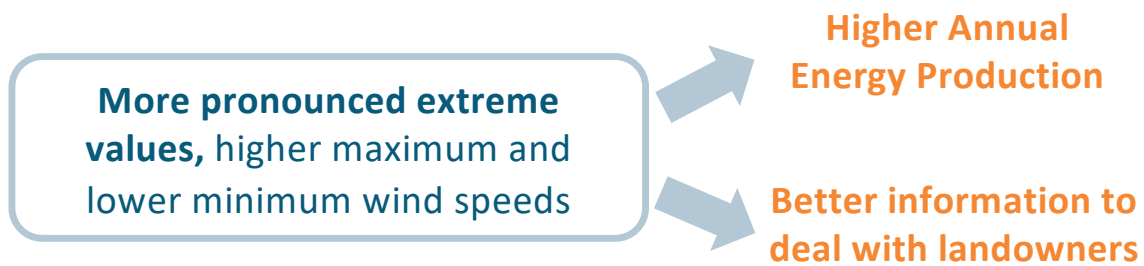 More pronounced extreme
values, higher maximum and
lower minimum wind speeds
Higher Annual
Energy Production
Better information to
deal with landowners